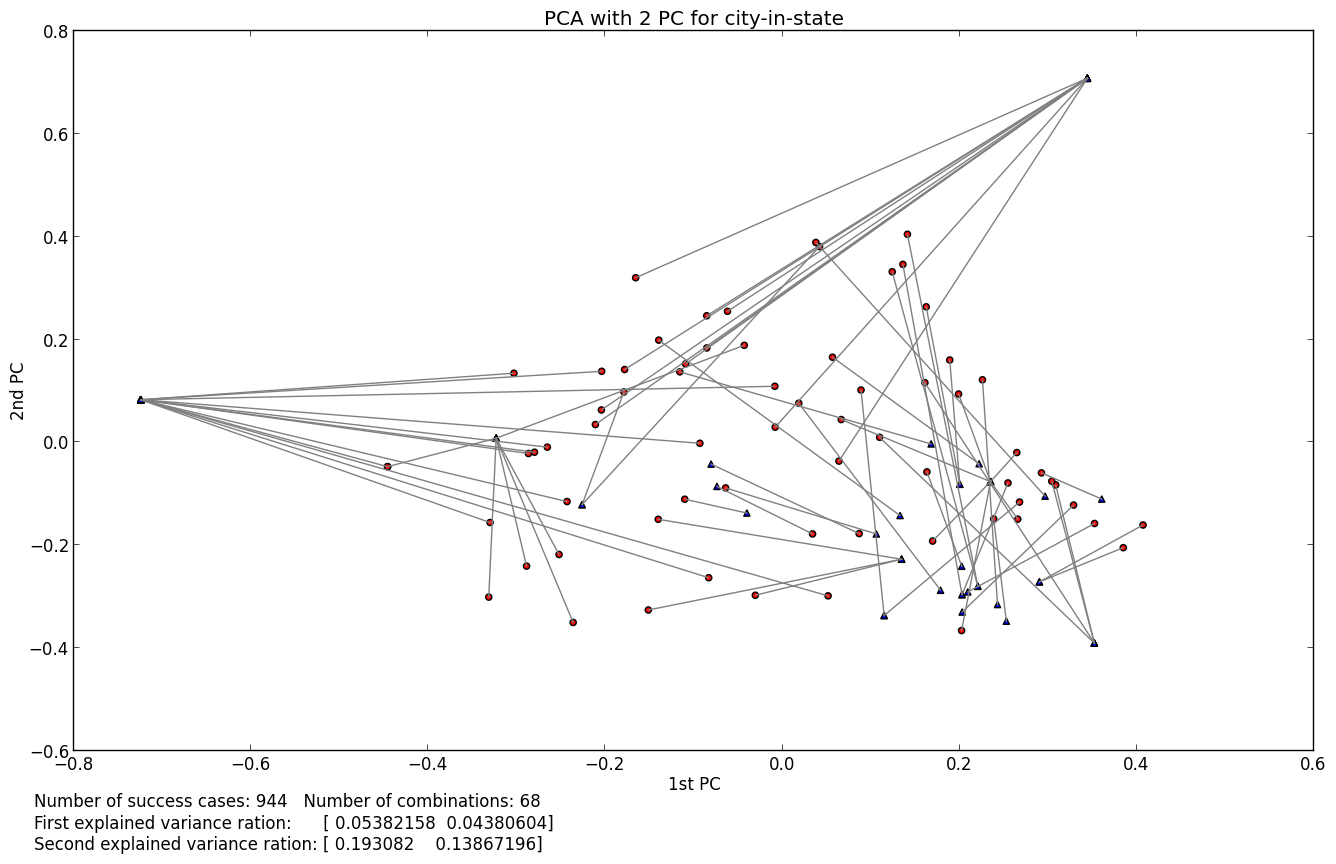 PCA with 2 PC for city-in-state
0.8
0.6
0.4
0.2
0.0
−0.2
−0.4
−0.6
2nd PC
−0.8 −0.6 −0.4 −0.2 0.0 0.2 0.4 0.6
1st PC
Number of success cases: 944 Number of combinations: 68
First explained variance ration: [ 0.05382158 0.04380604]
Second explained variance ration: [ 0.193082 0.13867196]